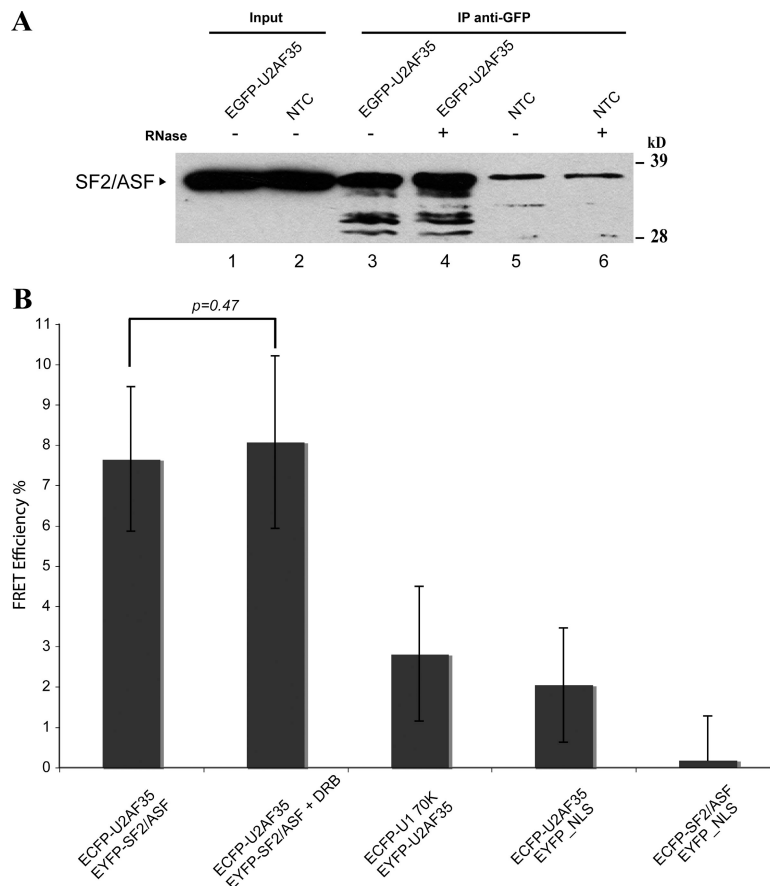 A
Input
IP anti-GFP
EGFP-U2AF35
NTC
EGFP-U2AF35
EGFP-U2AF35
NTC
NTC
RNase - - - + - +
kD
SF2/ASF
- 39
- 28
1 2 3 4 5 6
B
p=0.47
FRET Efficiency %
11
10
9
8
7
6
5
4
3
2
1
0
ECFP-U2AF35
EYFP-SF2/ASF
ECFP-U2AF35
EYFP-SF2/ASF + DRB
ECFP-U1 70K
EYFP-U2AF35
ECFP-U2AF35
EYFP_NLS
ECFP-SF2/ASF
EYFP_NLS